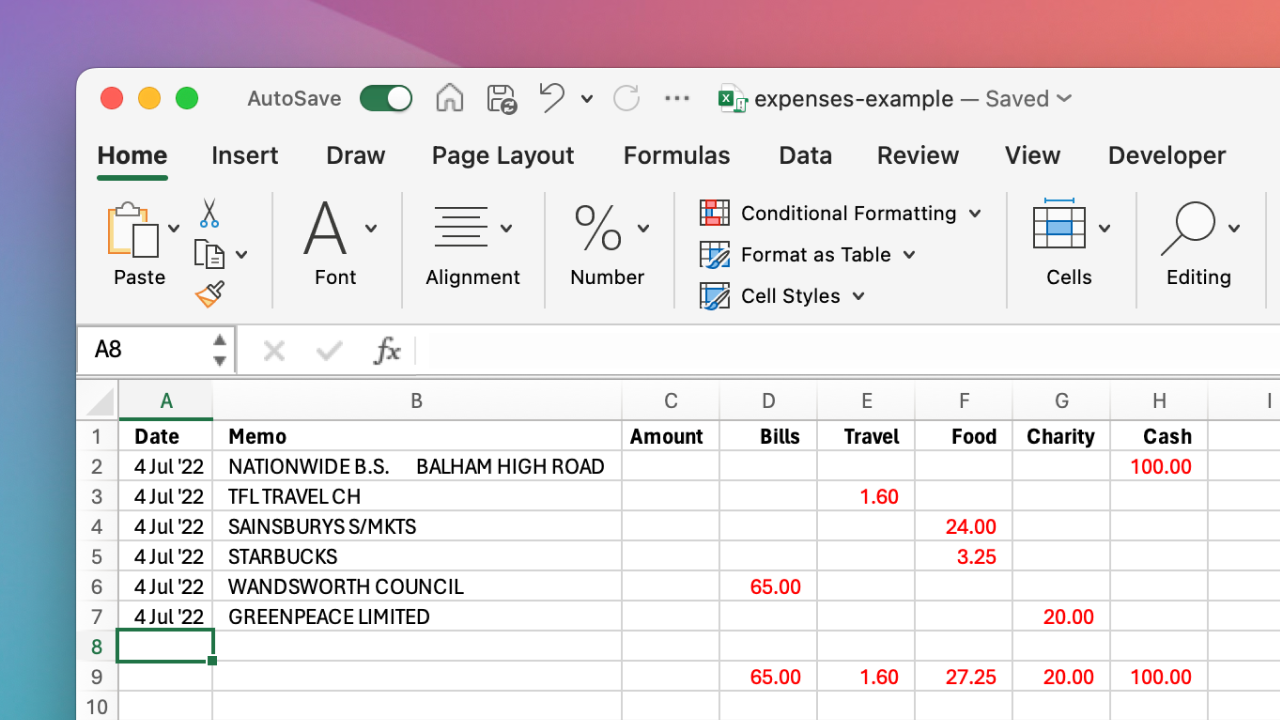 AutoSave expenses-example — Saved
Home Insert Draw Page Layout Formulas Data Review View Developer
Conditional Formatting
Format as Table
Paste Font Alignment Number Cells Editing
Cell Styles
A8 fx
A B C D E F G H I
1 Date Memo Amount Bills Travel Food Charity Cash
2 4 Jul '22 NATIONWIDE B.S. BALHAM HIGH ROAD 100.00
3 4 Jul '22 TFL TRAVEL CH 1.60
4 4 Jul '22 SAINSBURYS S/MKTS 24.00
5 4 Jul '22 STARBUCKS 3.25
6 4 Jul '22 WANDSWORTH COUNCIL 65.00
7 4 Jul '22 GREENPEACE LIMITED 20.00
8
9 65.00 1.60 27.25 20.00 100.00
10